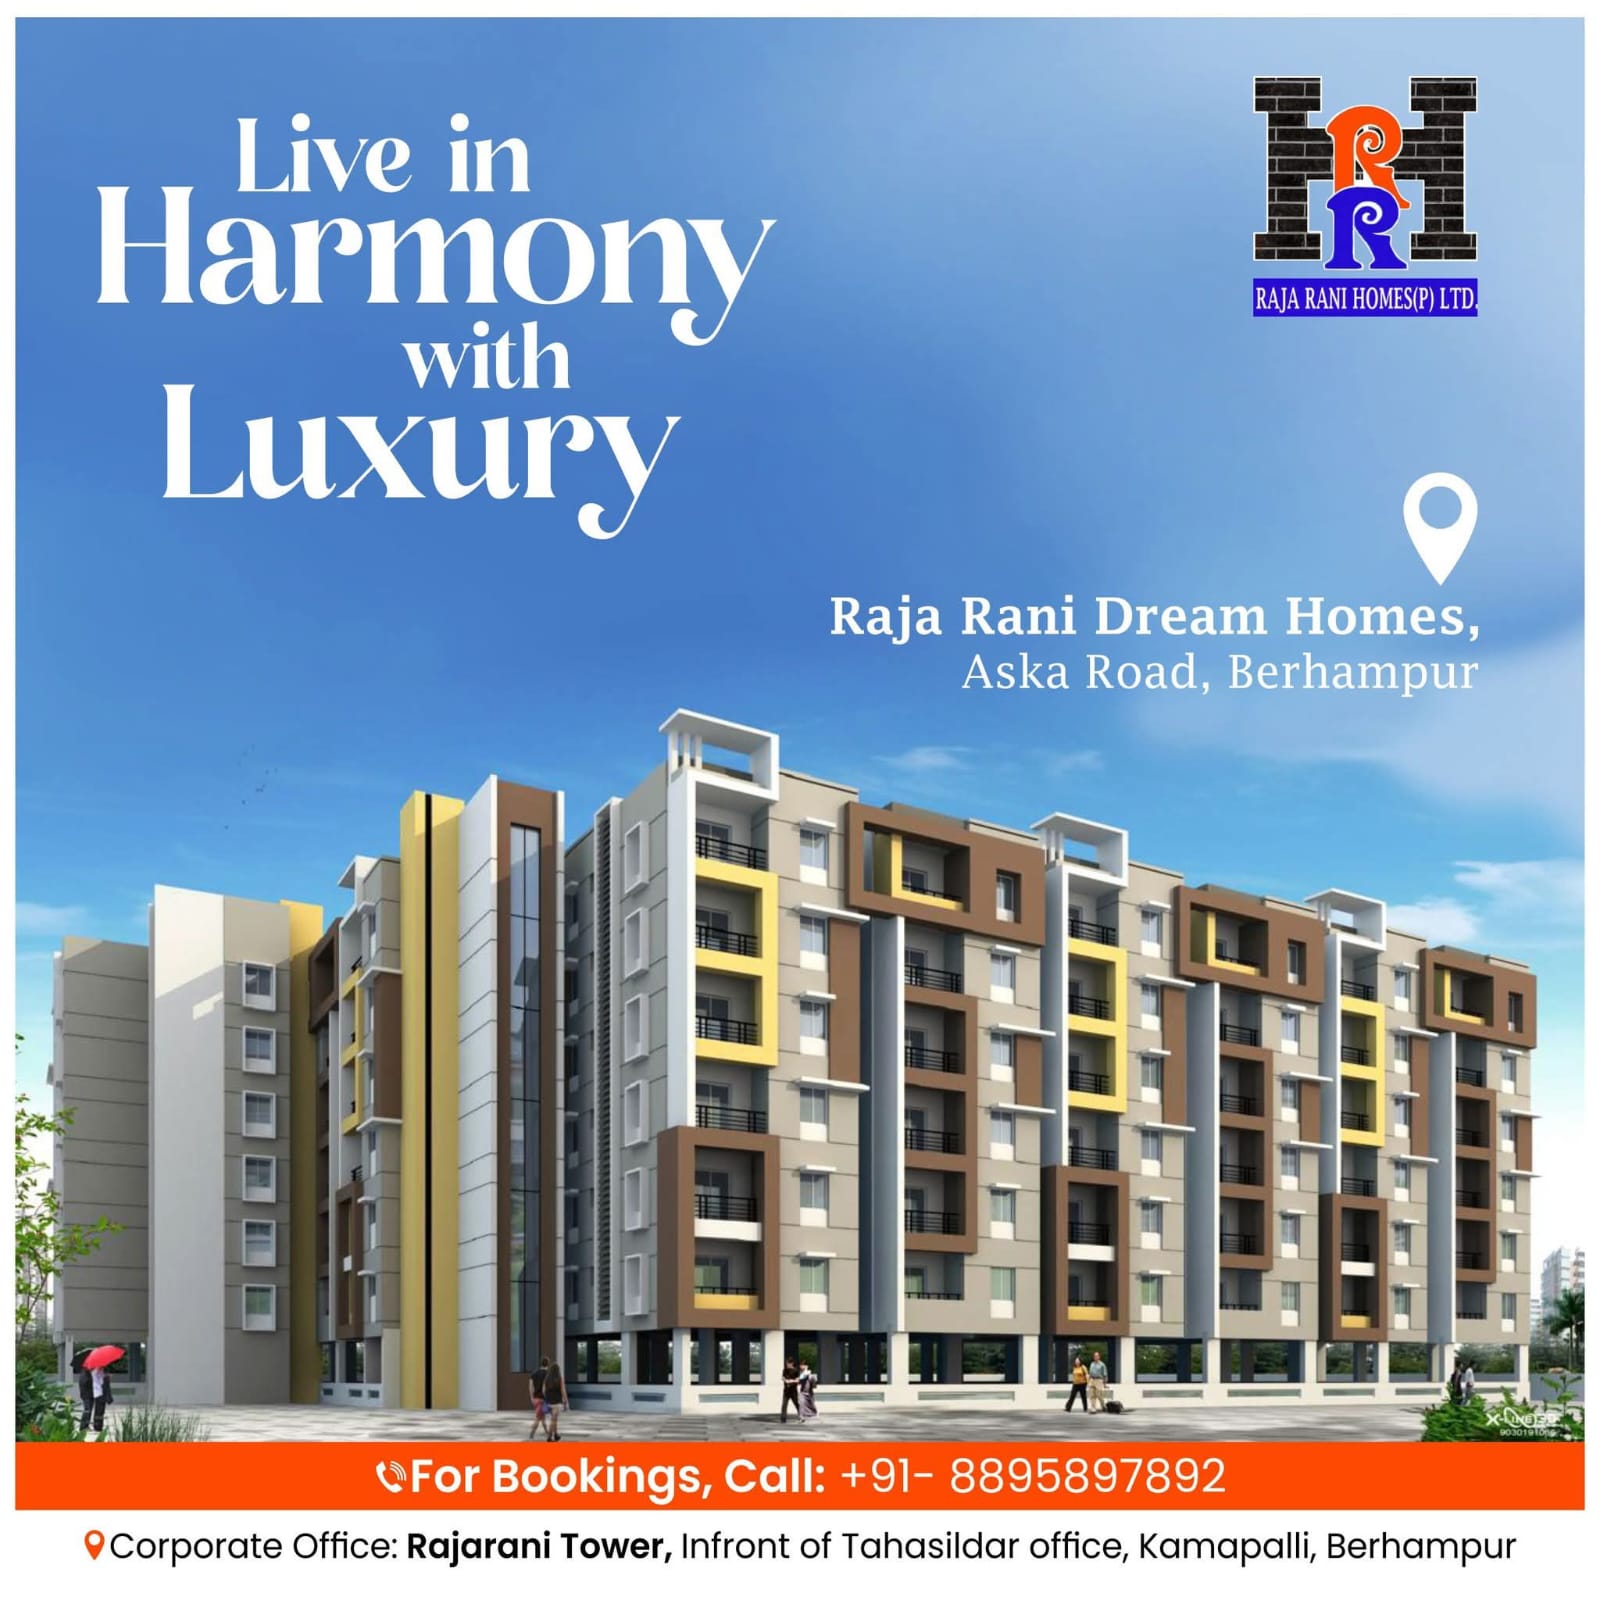 Live in
Harmony
with
Luxury
HRRH
RAJA RANI HOMES(P) LTD.
Raja Rani Dream Homes,
Aska Road, Berhampur
For Bookings, Call: +91- 8895897892
Corporate Office: Rajarani Tower, Infront of Tahasildar office, Kamapalli, Berhampur